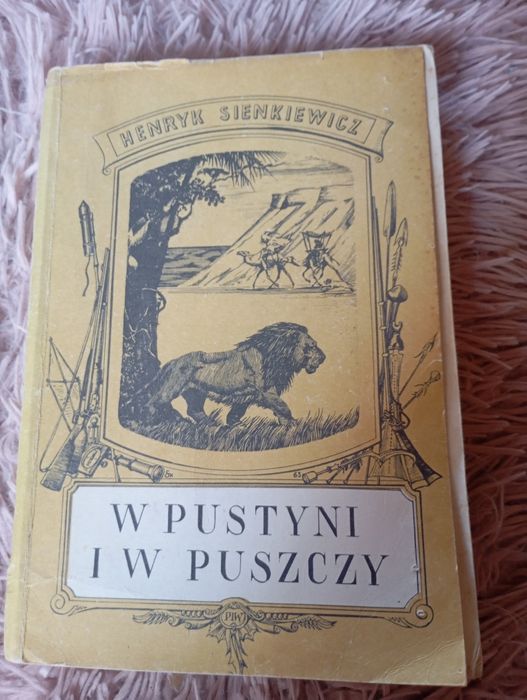 HENRYK SIENKIEWICZ
W PUSTYNI
I W PUSZCZY
PIW